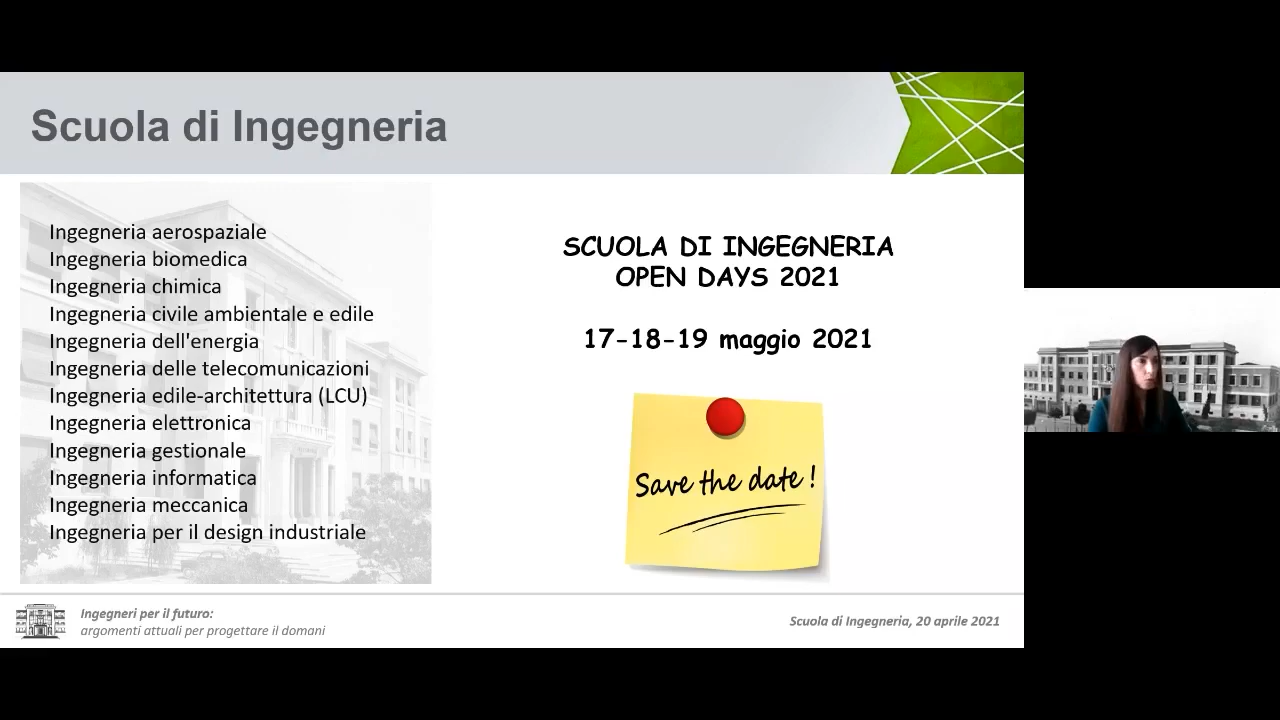 Scuola di Ingegneria
Ingegneria aerospaziale
Ingegneria biomedica
Ingegneria chimica
Ingegneria civile ambientale e edile
Ingegneria dell'energia
Ingegneria delle telecomunicazioni
Ingegneria edile-architettura (LCU)
Ingegneria elettronica
Ingegneria gestionale
Ingegneria informatica
Ingegneria meccanica
Ingegneria per il design industriale
SCUOLA DI INGEGNERIA
OPEN DAYS 2021
17-18-19 maggio 2021
Save the date !
Ingegneri per il futuro:
argomenti attuali per progettare il domani
Scuola di Ingegneria, 20 aprile 2021